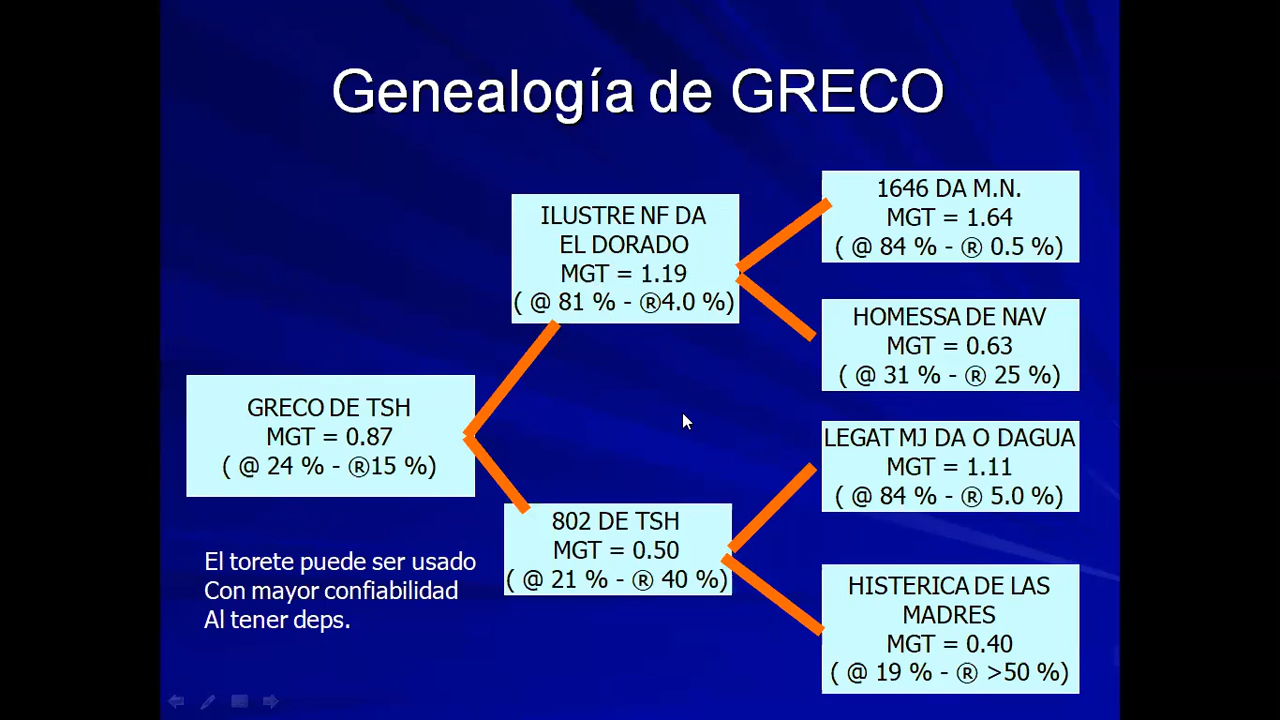 Genealogía de GRECO
GRECO DE TSH
MGT = 0.87
( @ 24 % - ®15 %)
ILUSTRE NF DA
EL DORADO
MGT = 1.19
( @ 81 % - ®4.0 %)
802 DE TSH
MGT = 0.50
( @ 21 % - ® 40 %)
1646 DA M.N.
MGT = 1.64
( @ 84 % - ® 0.5 %)
HOMESSA DE NAV
MGT = 0.63
( @ 31 % - ® 25 %)
LEGAT MJ DA O DAGUA
MGT = 1.11
( @ 84 % - ® 5.0 %)
HISTERICA DE LAS
MADRES
MGT = 0.40
( @ 19 % - ® >50 %)
El torete puede ser usado
Con mayor confiabilidad
Al tener deps.